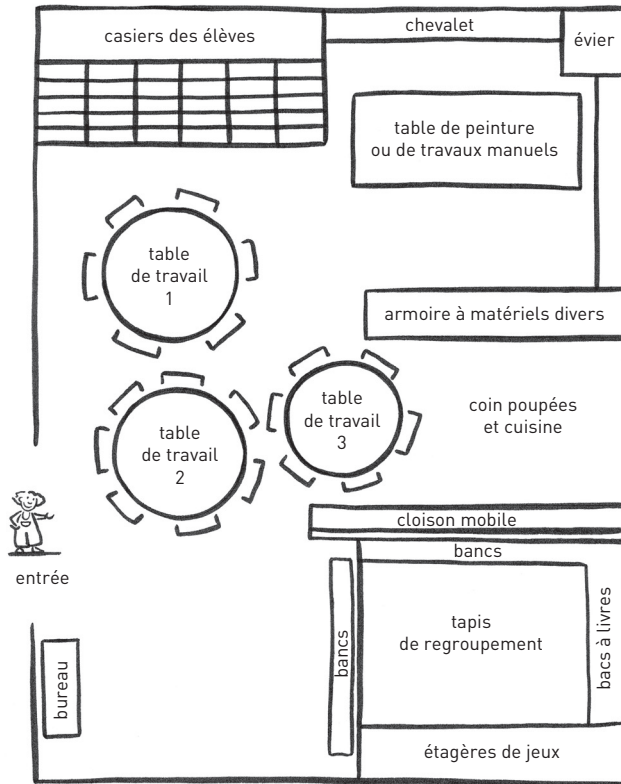 casiers des élèves
chevalet
évier
table de peinture
ou de travaux manuels
table
de travail
1
armoire à matériels divers
table
de travail
2
table
de travail
3
coin poupées
et cuisine
entrée
cloison mobile
bancs
bancs
tapis
de regroupement
bacs à livres
bureau
étagères de jeux